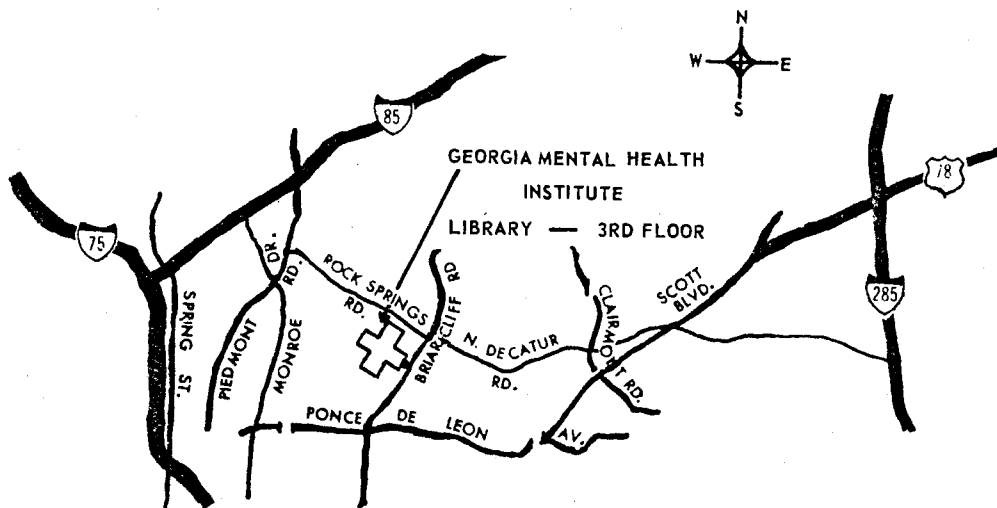 N
W E
S
85
GEORGIA MENTAL HEALTH
INSTITUTE
LIBRARY — 3RD FLOOR
78
75
285
SPRING ST.
PIEDMONT RD.
MONROE DR.
ROCK SPRINGS
RD.
BRIARCLIFF RD
N. DECATUR
RD.
CLAIRMONT RD.
SCOTT
BLVD.
PONCE DE LEON AV.